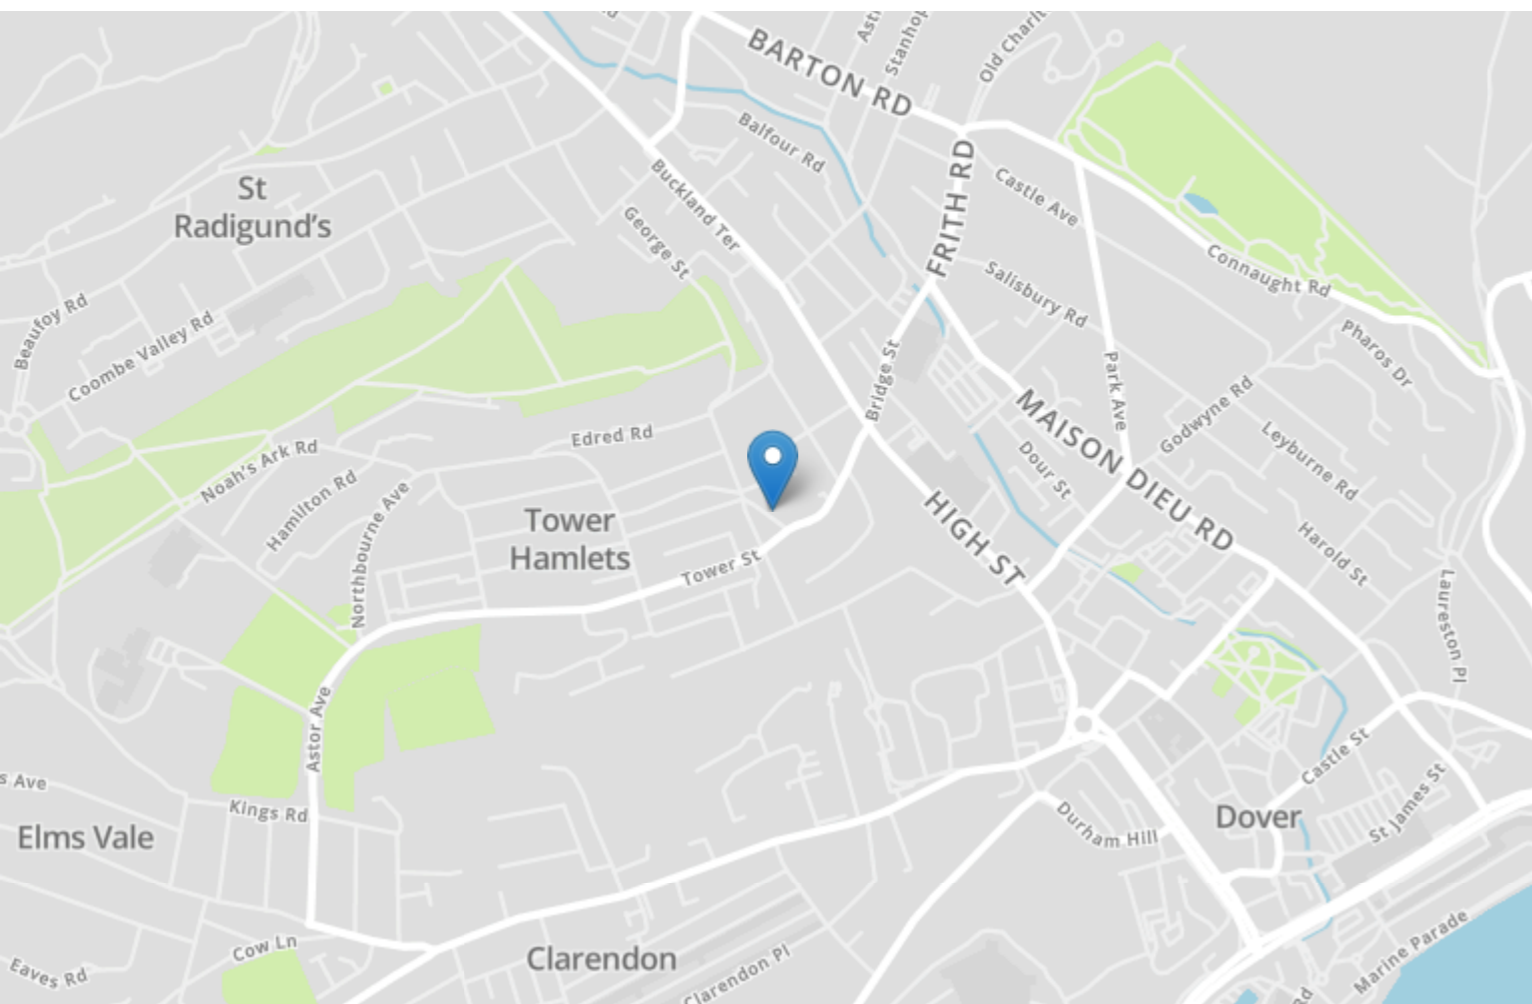 BARTON RD
Old Charlt
Balfour Rd
Buckland Ter
FRITH RD
Castle Ave
St
Radigund's
George St
Salisbury Rd
Connaught Rd
Beaufoy Rd
Coombe Valley Rd
Pharos Dr
Bridge St
Park Ave
MAISON DIEU RD
Godwyne Rd
Leyburne Rd
Edred Rd
Noah's Ark Rd
Hamilton Rd
Northbourne Ave
Dour St
HIGH ST
Harold St
Tower
Hamlets
Tower St
Laureston Pl
Astor Ave
Castle St
s Ave
Kings Rd
Elms Vale
Durham Hill
Dover
St James St
Cow Ln
Eaves Rd
Clarendon
Clarendon Pl
Marine Parade
Rd